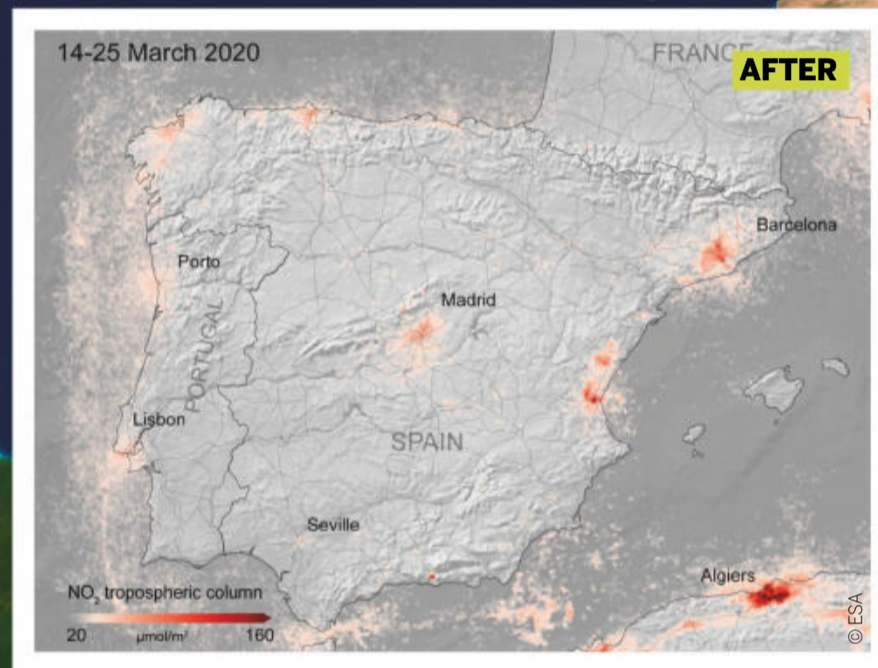 14-25 March 2020
FRANCE
AFTER
Barcelona
Porto
Madrid
PORTUGAL
Lisbon
SPAIN
Seville
Algiers
NO₂ tropospheric column
20 µmol/m² 160
© ESA